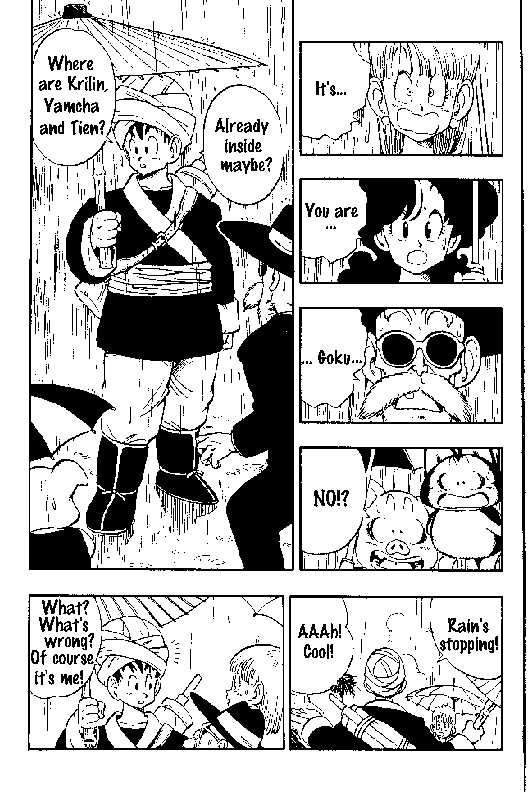 Where
are Krilin,
Yamcha
and Tien?
Already
inside
maybe?
It's...
You are
...
... Goku...
NO!?
What?
What's
wrong?
Of course
it's me!
AAAh!
Cool!
Rain's
stopping!